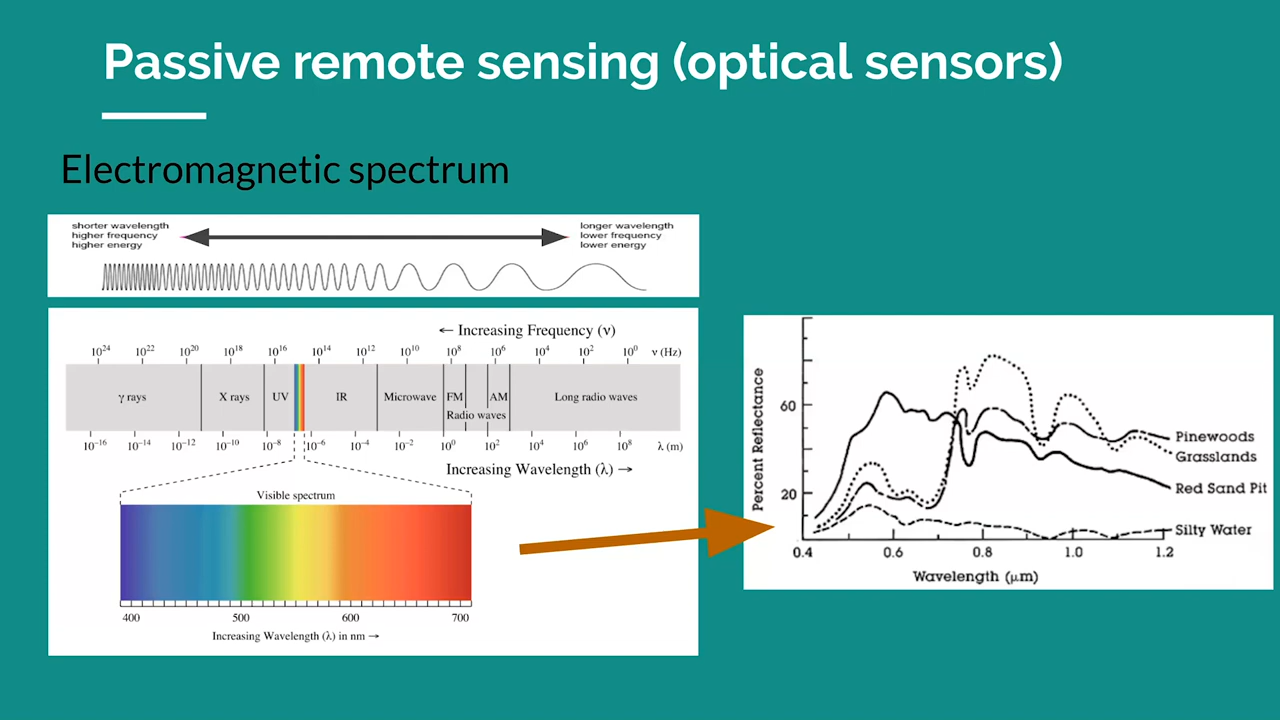 Passive remote sensing (optical sensors)
Electromagnetic spectrum
shorter wavelength
higher frequency
higher energy
longer wavelength
lower frequency
lower energy
← Increasing Frequency (ν)
10²⁴ 10²² 10²⁰ 10¹⁸ 10¹⁶ 10¹⁴ 10¹² 10¹⁰ 10⁸ 10⁶ 10⁴ 10² 10⁰ ν (Hz)
γ rays X rays UV IR Microwave FM AM Long radio waves
Radio waves
10⁻¹⁶ 10⁻¹⁴ 10⁻¹² 10⁻¹⁰ 10⁻⁸ 10⁻⁶ 10⁻⁴ 10⁻² 10⁰ 10² 10⁴ 10⁶ 10⁸ λ (m)
Increasing Wavelength (λ) →
Visible spectrum
400 500 600 700
Increasing Wavelength (λ) in nm →
Percent Reflectance
60
20
Pinewoods
Grasslands
Red Sand Pit
Silty Water
0.4 0.6 0.8 1.0 1.2
Wavelength (μm)